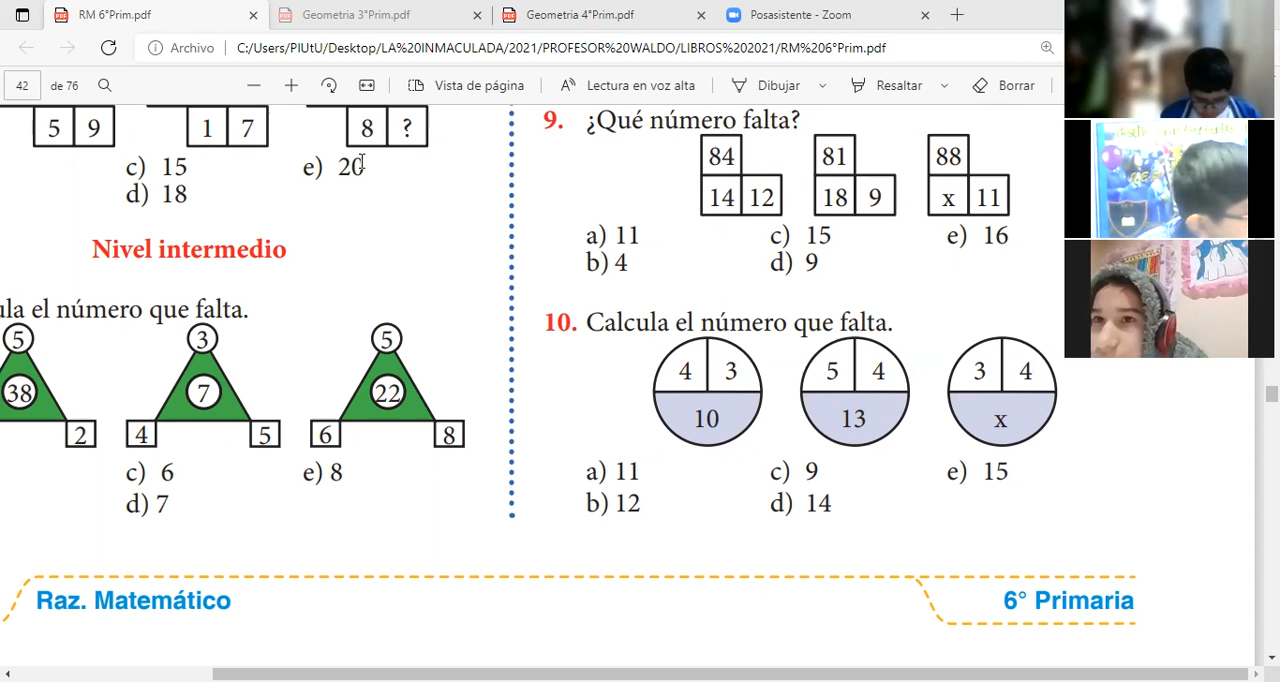 RM 6°Prim.pdf
Geometria 3°Prim.pdf
Geometria 4°Prim.pdf
Posasistente - Zoom
Archivo
C:/Users/PIUtU/Desktop/LA%20INMACULADA/2021/PROFESOR%20WALDO/LIBROS%202021/RM%206°Prim.pdf
42 de 76
Vista de página
Lectura en voz alta
Dibujar
Resaltar
Borrar
5 9
1 7
8 ?
c) 15
e) 20
d) 18
Nivel intermedio
ula el número que falta.
5
38
2
3
7
4
5
5
22
6
8
c) 6
e) 8
d) 7
9. ¿Qué número falta?
84
14 12
81
18 9
88
x 11
a) 11
c) 15
e) 16
b) 4
d) 9
10. Calcula el número que falta.
4 3
10
5 4
13
3 4
x
a) 11
c) 9
e) 15
b) 12
d) 14
Raz. Matemático
6° Primaria